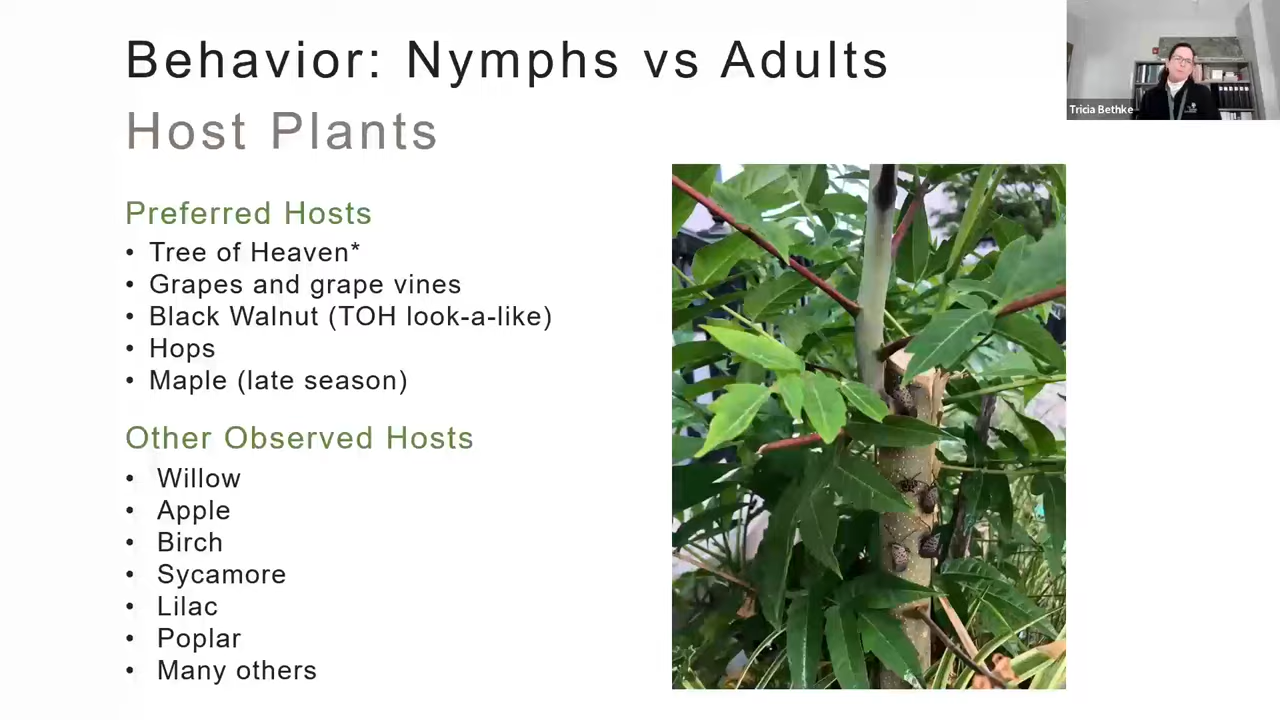 Behavior: Nymphs vs Adults
Host Plants
Tricia Bethke
Preferred Hosts
• Tree of Heaven*
• Grapes and grape vines
• Black Walnut (TOH look-a-like)
• Hops
• Maple (late season)
Other Observed Hosts
• Willow
• Apple
• Birch
• Sycamore
• Lilac
• Poplar
• Many others